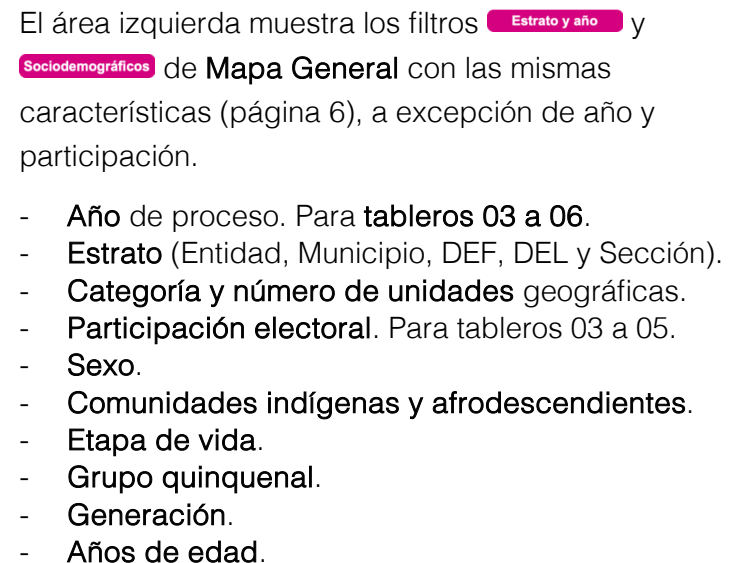 El área izquierda muestra los filtros Estrato y año y
Sociodemográficos de Mapa General con las mismas
características (página 6), a excepción de año y
participación.
- Año de proceso. Para tableros 03 a 06.
- Estrato (Entidad, Municipio, DEF, DEL y Sección).
- Categoría y número de unidades geográficas.
- Participación electoral. Para tableros 03 a 05.
- Sexo.
- Comunidades indígenas y afrodescendientes.
- Etapa de vida.
- Grupo quinquenal.
- Generación.
- Años de edad.